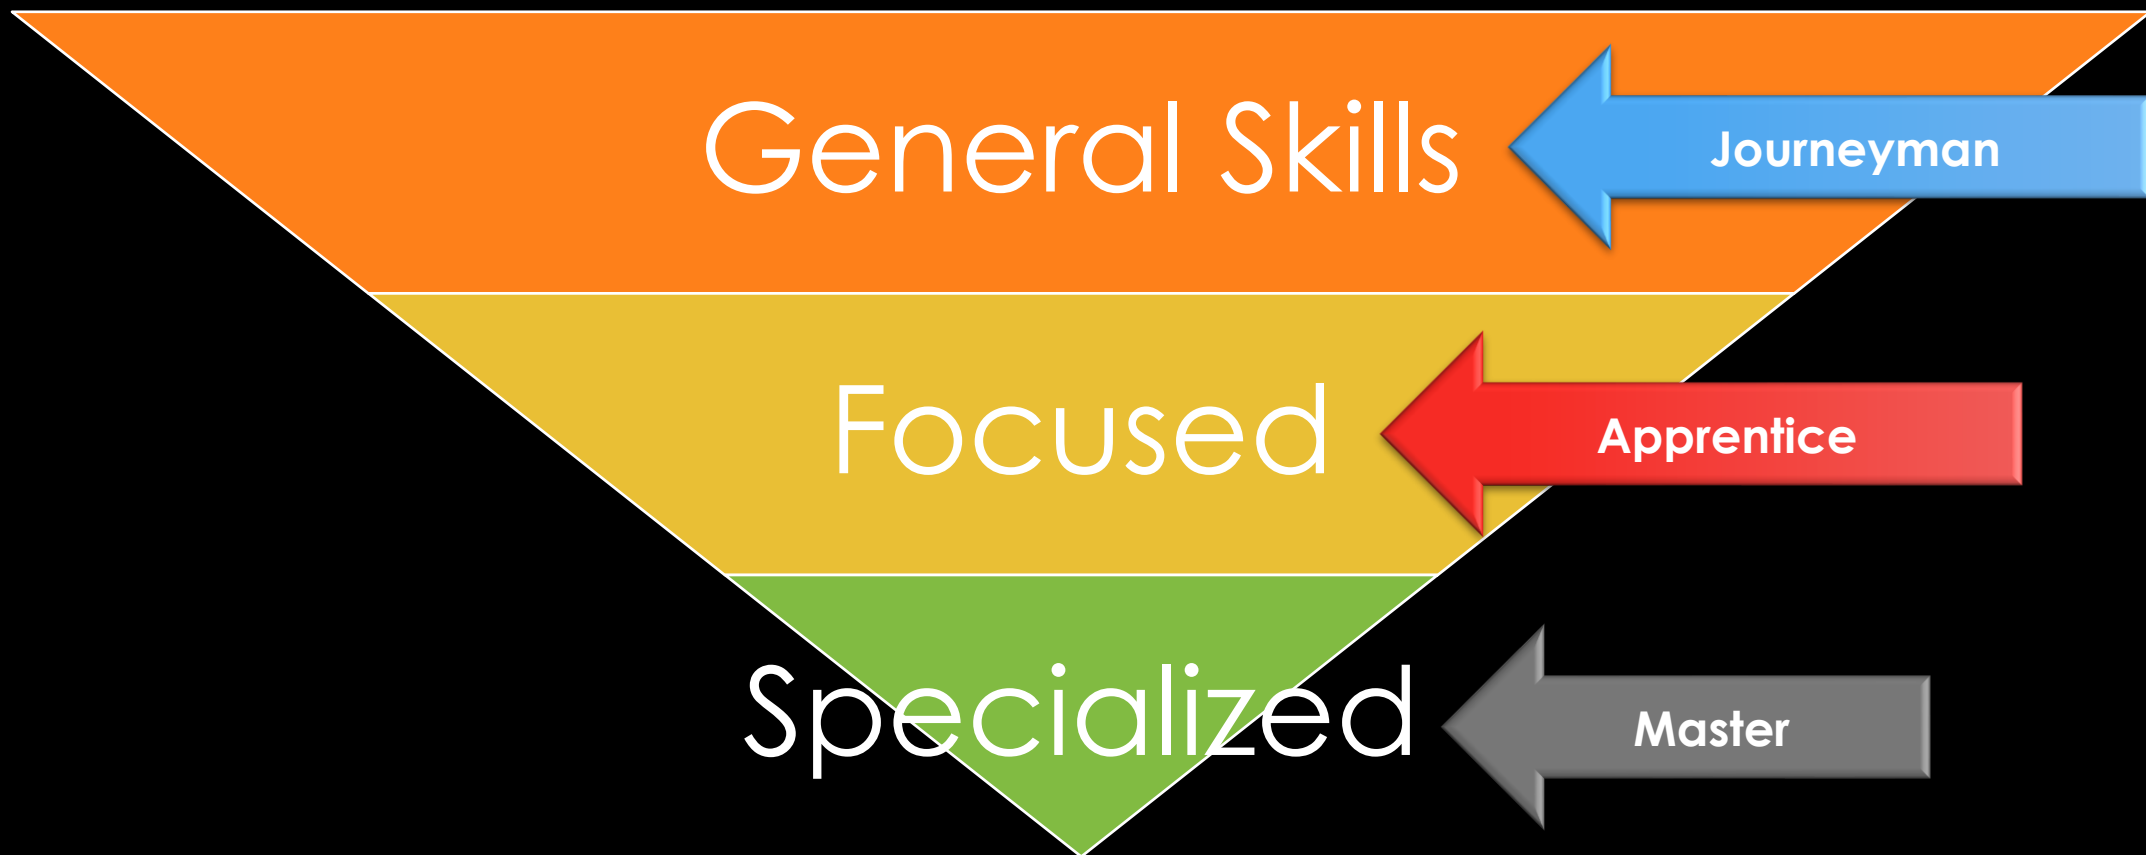 General Skills
Journeyman
Focused
Apprentice
Specialized
Master